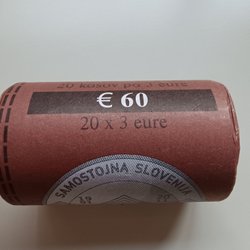 20 kosov po 3 eure
€ 60
20 x 3 eure
SAMOSTOJNA SLOVENIJA